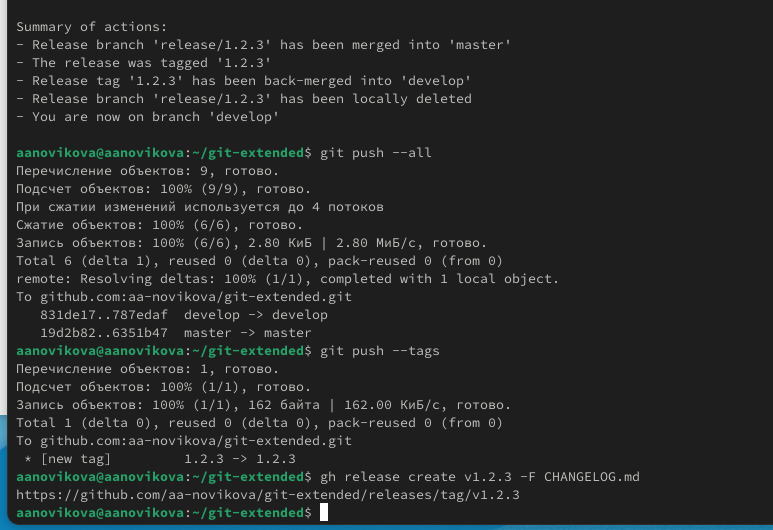 Summary of actions:
- Release branch 'release/1.2.3' has been merged into 'master'
- The release was tagged '1.2.3'
- Release tag '1.2.3' has been back-merged into 'develop'
- Release branch 'release/1.2.3' has been locally deleted
- You are now on branch 'develop'
aanovikova@aanovikova:~/git-extended$ git push --all
Перечисление объектов: 9, готово.
Подсчет объектов: 100% (9/9), готово.
При сжатии изменений используется до 4 потоков
Сжатие объектов: 100% (6/6), готово.
Запись объектов: 100% (6/6), 2.80 КиБ | 2.80 МиБ/с, готово.
Total 6 (delta 1), reused 0 (delta 0), pack-reused 0 (from 0)
remote: Resolving deltas: 100% (1/1), completed with 1 local object.
To github.com:aa-novikova/git-extended.git
   831de17..787edaf  develop -> develop
   19d2b82..6351b47  master -> master
aanovikova@aanovikova:~/git-extended$ git push --tags
Перечисление объектов: 1, готово.
Подсчет объектов: 100% (1/1), готово.
Запись объектов: 100% (1/1), 162 байта | 162.00 КиБ/с, готово.
Total 1 (delta 0), reused 0 (delta 0), pack-reused 0 (from 0)
To github.com:aa-novikova/git-extended.git
 * [new tag]         1.2.3 -> 1.2.3
aanovikova@aanovikova:~/git-extended$ gh release create v1.2.3 -F CHANGELOG.md
https://github.com/aa-novikova/git-extended/releases/tag/v1.2.3
aanovikova@aanovikova:~/git-extended$